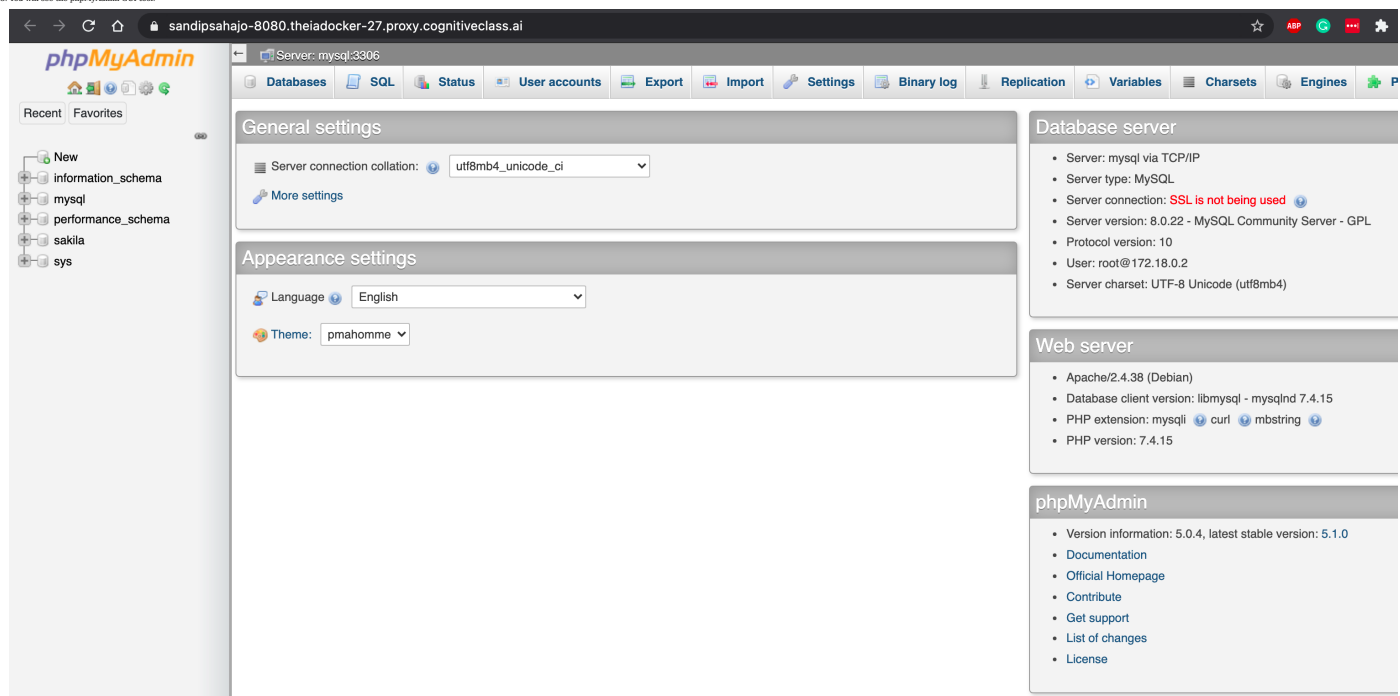 sandipsahajo-8080.theiadocker-27.proxy.cognitiveclass.ai
ABP
phpMyAdmin
Recent Favorites
New
information_schema
mysql
performance_schema
sakila
sys
Server: mysql:3306
Databases SQL Status User accounts Export Import Settings Binary log Replication Variables Charsets Engines P
General settings
Server connection collation: utf8mb4_unicode_ci
More settings
Appearance settings
Language English
Theme: pmahomme
Database server
Server: mysql via TCP/IP
Server type: MySQL
Server connection: SSL is not being used
Server version: 8.0.22 - MySQL Community Server - GPL
Protocol version: 10
User: root@172.18.0.2
Server charset: UTF-8 Unicode (utf8mb4)
Web server
Apache/2.4.38 (Debian)
Database client version: libmysql - mysqlnd 7.4.15
PHP extension: mysqli curl mbstring
PHP version: 7.4.15
phpMyAdmin
Version information: 5.0.4, latest stable version: 5.1.0
Documentation
Official Homepage
Contribute
Get support
List of changes
License